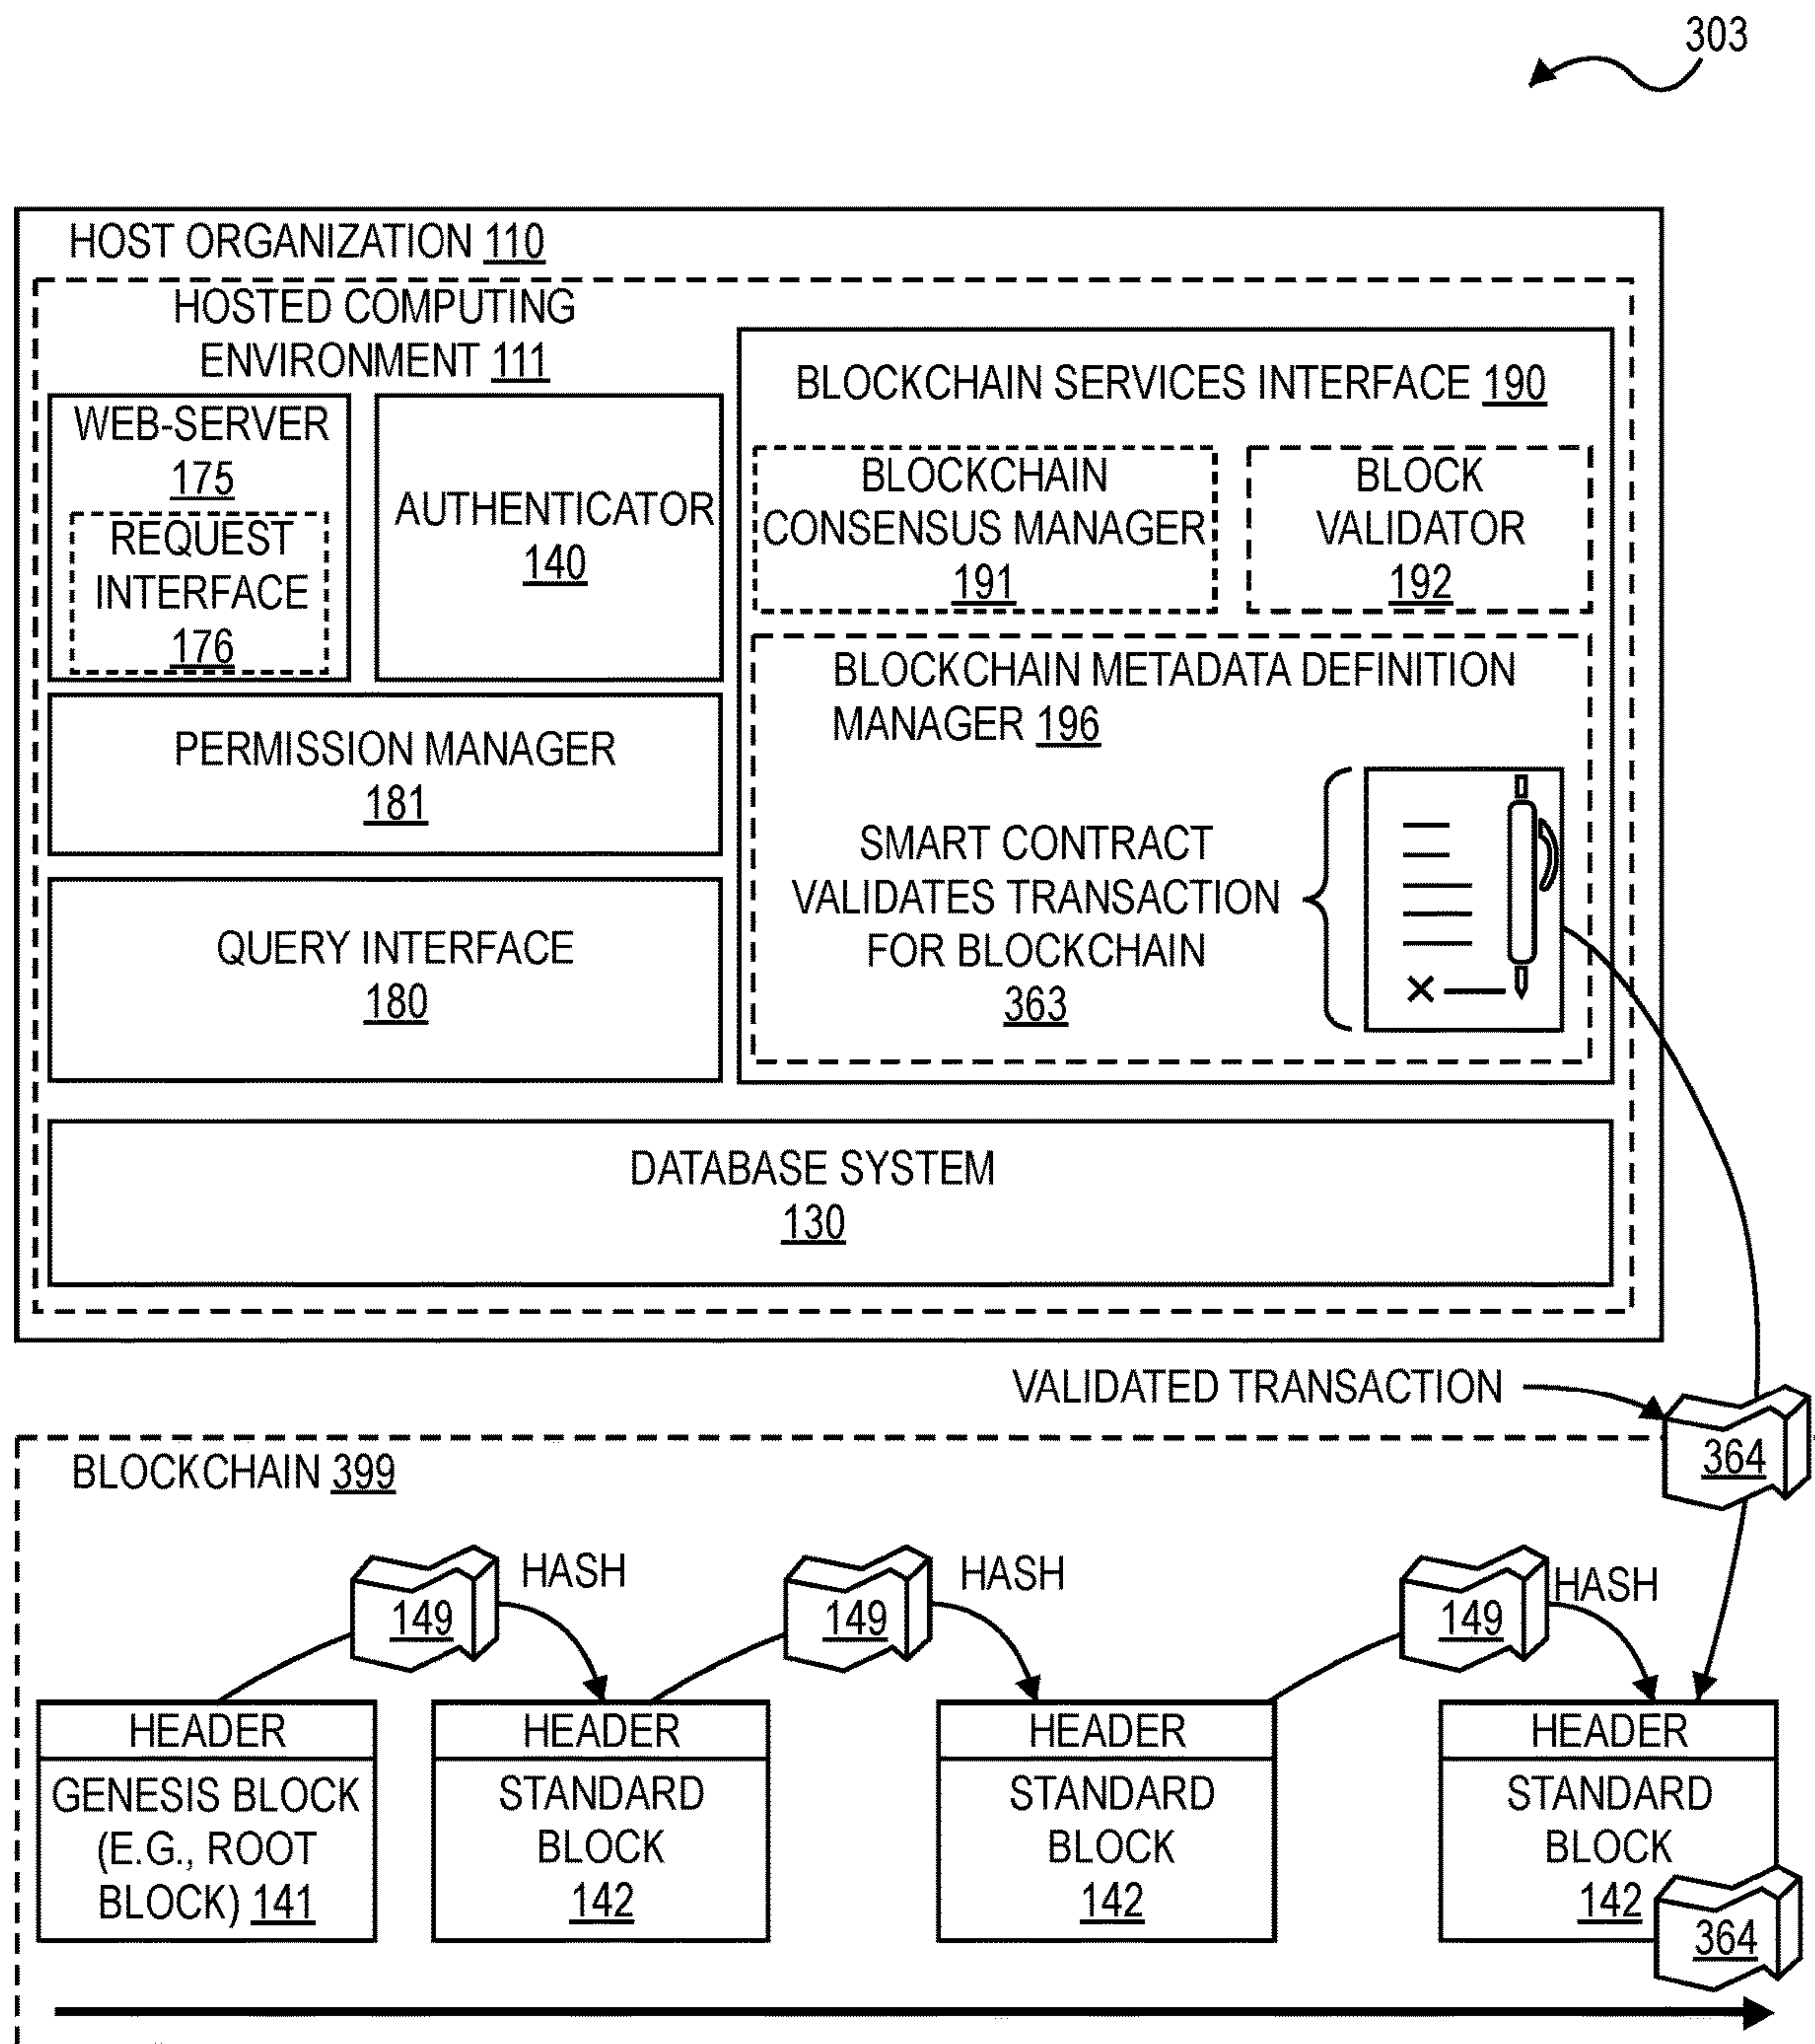 303
HOST ORGANIZATION 110
HOSTED COMPUTING
ENVIRONMENT 111
WEB-SERVER
175
REQUEST
INTERFACE
176
AUTHENTICATOR
140
PERMISSION MANAGER
181
QUERY INTERFACE
180
BLOCKCHAIN SERVICES INTERFACE 190
BLOCKCHAIN
CONSENSUS MANAGER
191
BLOCK
VALIDATOR
192
BLOCKCHAIN METADATA DEFINITION
MANAGER 196
SMART CONTRACT
VALIDATES TRANSACTION
FOR BLOCKCHAIN
363
DATABASE SYSTEM
130
VALIDATED TRANSACTION
364
BLOCKCHAIN 399
149
HASH
149
HASH
149
HASH
HEADER
GENESIS BLOCK
(E.G., ROOT
BLOCK) 141
HEADER
STANDARD
BLOCK
142
HEADER
STANDARD
BLOCK
142
HEADER
STANDARD
BLOCK
142
364